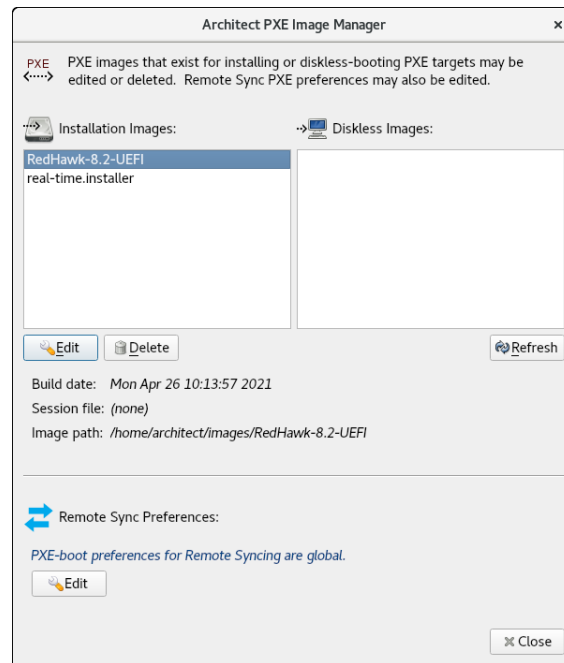 Architect PXE Image Manager
×
PXE
PXE images that exist for installing or diskless-booting PXE targets may be
edited or deleted. Remote Sync PXE preferences may also be edited.
Installation Images:
Diskless Images:
RedHawk-8.2-UEFI
real-time.installer
Edit
Delete
Refresh
Build date: Mon Apr 26 10:13:57 2021
Session file: (none)
Image path: /home/architect/images/RedHawk-8.2-UEFI
Remote Sync Preferences:
PXE-boot preferences for Remote Syncing are global.
Edit
Close